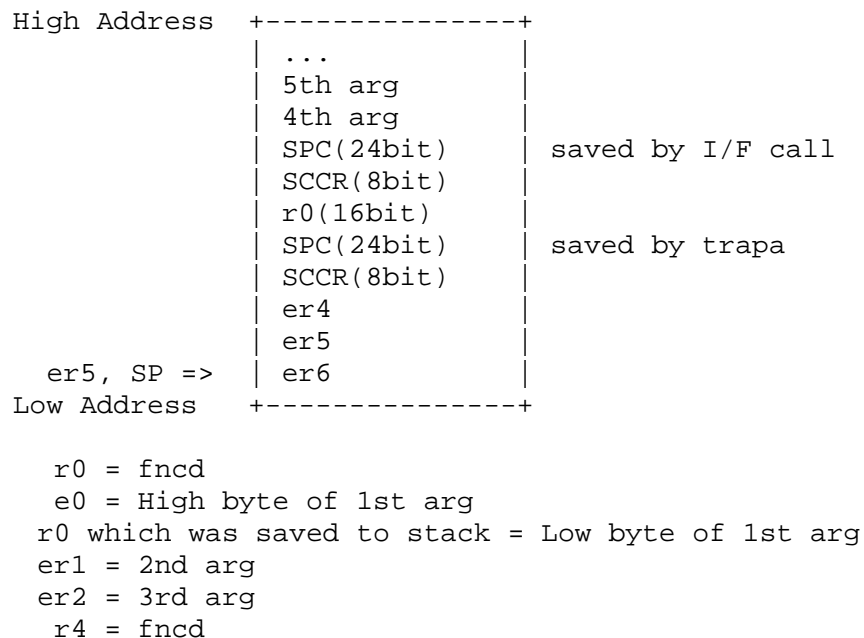 High Address  +---------------+
              | ...           |
              | 5th arg       |
              | 4th arg       |
              | SPC(24bit)    | saved by I/F call
              | SCCR(8bit)    |
              | r0(16bit)     |
              | SPC(24bit)    | saved by trapa
              | SCCR(8bit)    |
              | er4           |
              | er5           |
  er5, SP =>  | er6           |
Low Address   +---------------+
   r0 = fncd
   e0 = High byte of 1st arg
  r0 which was saved to stack = Low byte of 1st arg
  er1 = 2nd arg
  er2 = 3rd arg
   r4 = fncd